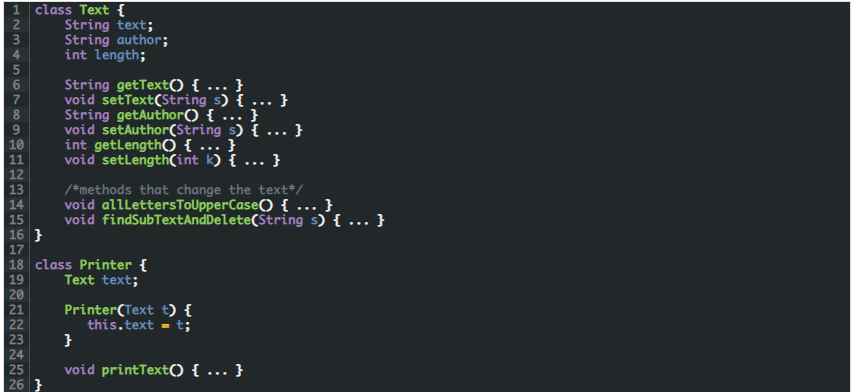 1 class Text {
2 String text;
3 String author;
4 int length;
5
6 String getText() { ... }
7 void setText(String s) { ... }
8 String getAuthor() { ... }
9 void setAuthor(String s) { ... }
10 int getLength() { ... }
11 void setLength(int k) { ... }
12
13 /*methods that change the text*/
14 void allLettersToUpperCase() { ... }
15 void findSubTextAndDelete(String s) { ... }
16 }
17
18 class Printer {
19 Text text;
20
21 Printer(Text t) {
22 this.text = t;
23 }
24
25 void printText() { ... }
26 }